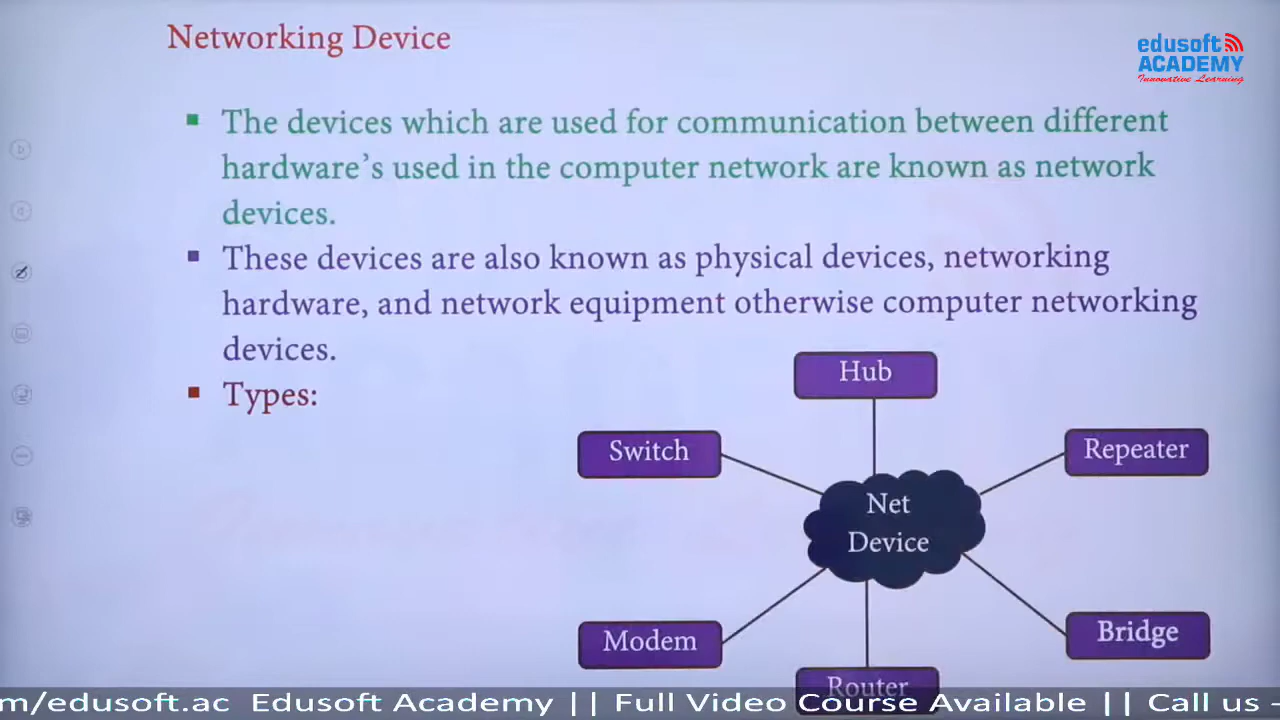 Networking Device
edusoft
ACADEMY
Innovative Learning
▪ The devices which are used for communication between different
hardware’s used in the computer network are known as network
devices.
▪ These devices are also known as physical devices, networking
hardware, and network equipment otherwise computer networking
devices.
▪ Types:
Hub
Switch
Repeater
Net
Device
Modem
Bridge
Router
m/edusoft.ac Edusoft Academy || Full Video Course Available || Call us -